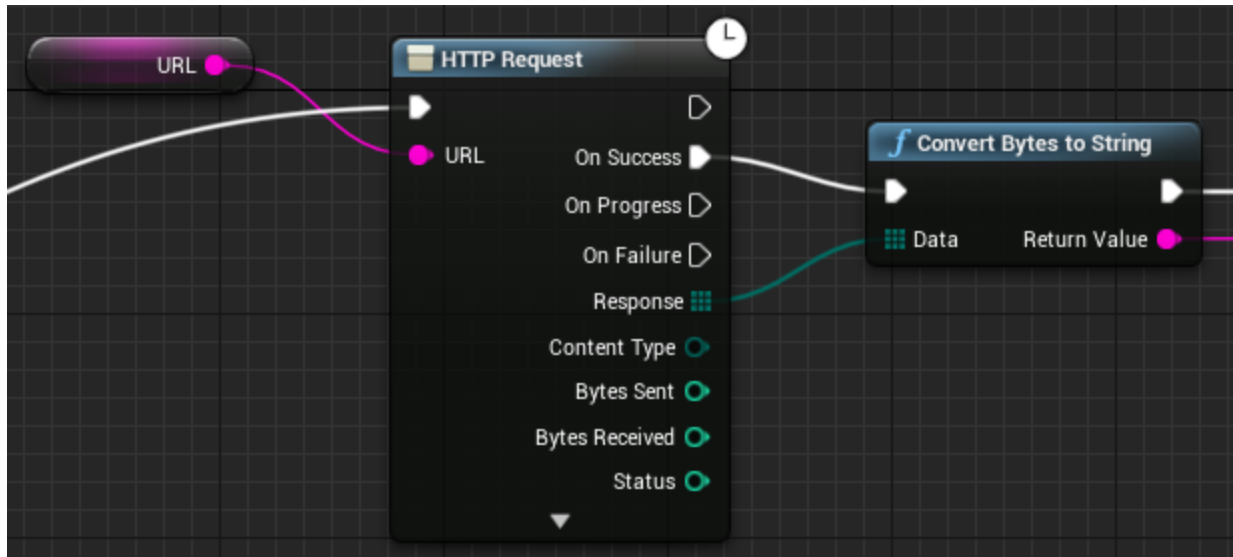 URL
HTTP Request
URL
On Success
On Progress
On Failure
Response
Content Type
Bytes Sent
Bytes Received
Status
Convert Bytes to String
Data
Return Value